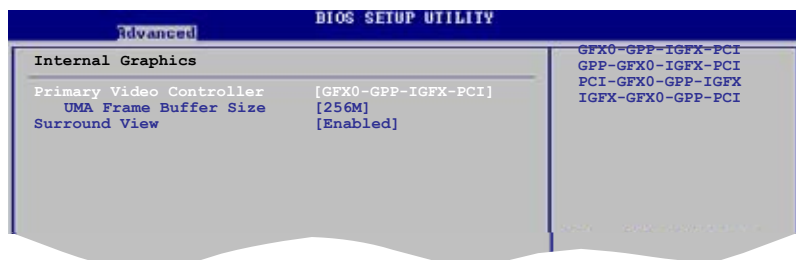 BIOS SETUP UTILITY
Advanced
Internal Graphics
Primary Video Controller [GFX0-GPP-IGFX-PCI]
UMA Frame Buffer Size [256M]
Surround View [Enabled]
GFX0-GPP-IGFX-PCI
GPP-GFX0-IGFX-PCI
PCI-GFX0-GPP-IGFX
IGFX-GFX0-GPP-PCI